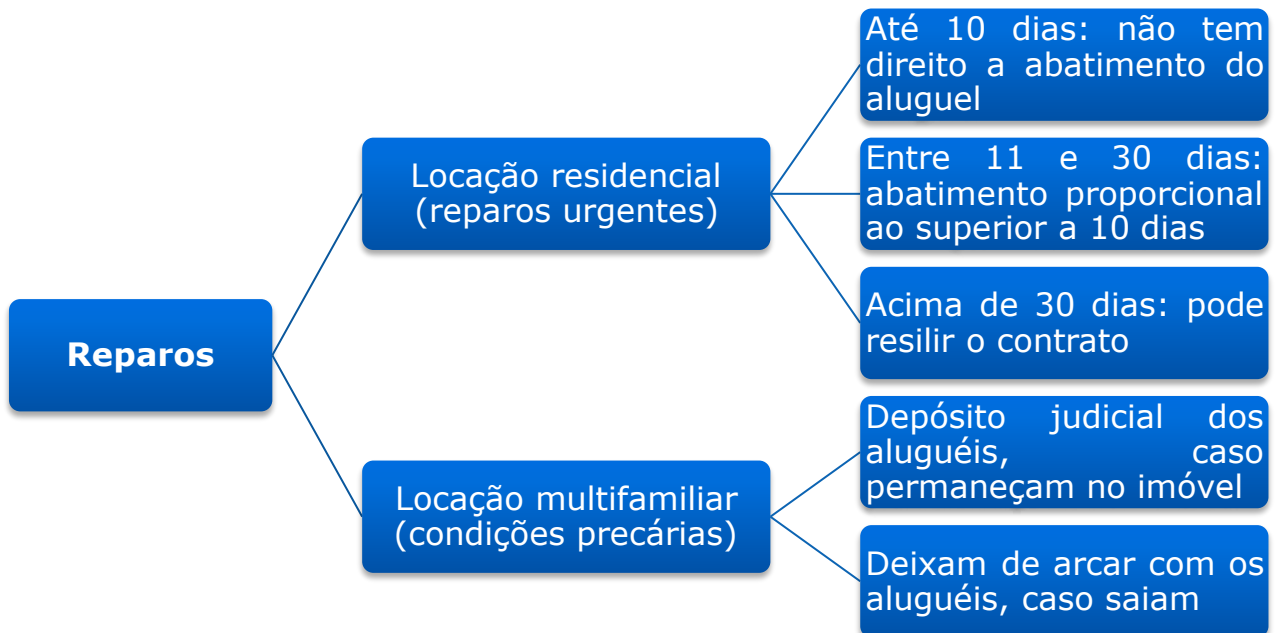 Reparos
Locação residencial
(reparos urgentes)
Até 10 dias: não tem
direito a abatimento do
aluguel
Entre 11 e 30 dias:
abatimento proporcional
ao superior a 10 dias
Acima de 30 dias: pode
resilir o contrato
Locação multifamiliar
(condições precárias)
Depósito judicial dos
aluguéis, caso
permaneçam no imóvel
Deixam de arcar com os
aluguéis, caso saiam